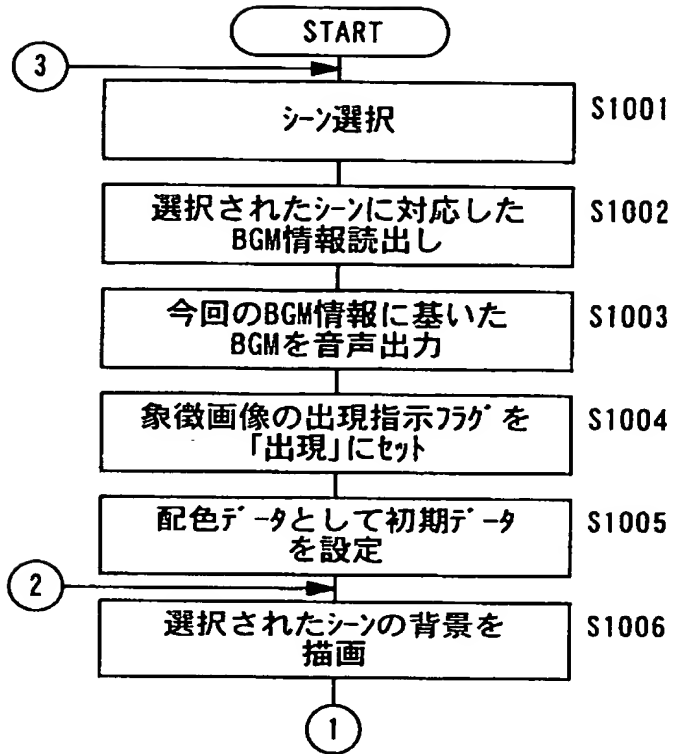 START
3
シーン選択
S1001
選択されたシーンに対応した
BGM情報読出し
S1002
今回のBGM情報に基いた
BGMを音声出力
S1003
象徴画像の出現指示フラグを
「出現」にセット
S1004
配色データとして初期データ
を設定
S1005
2
選択されたシーンの背景を
描画
S1006
1